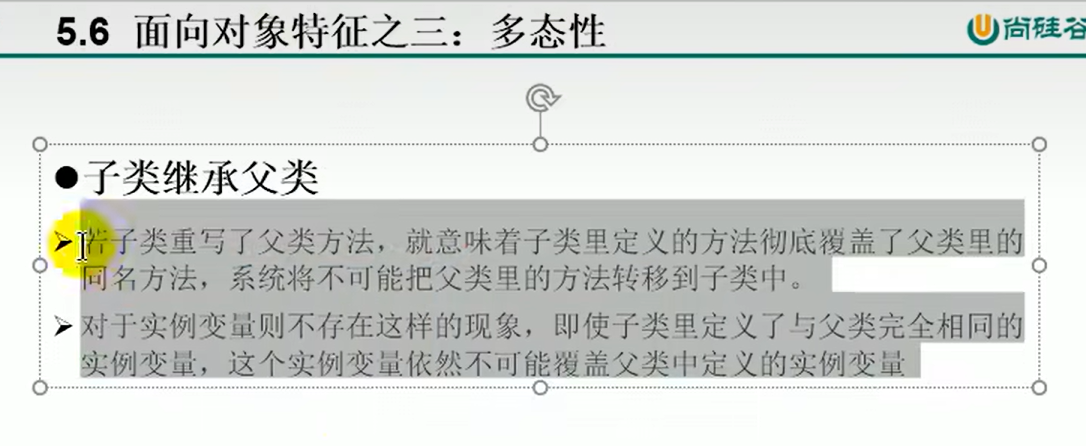 5.6 面向对象特征之三：多态性
尚硅谷
●子类继承父类
➢ 若子类重写了父类方法，就意味着子类里定义的方法彻底覆盖了父类里的
同名方法，系统将不可能把父类里的方法转移到子类中。
➢ 对于实例变量则不存在这样的现象，即使子类里定义了与父类完全相同的
实例变量，这个实例变量依然不可能覆盖父类中定义的实例变量